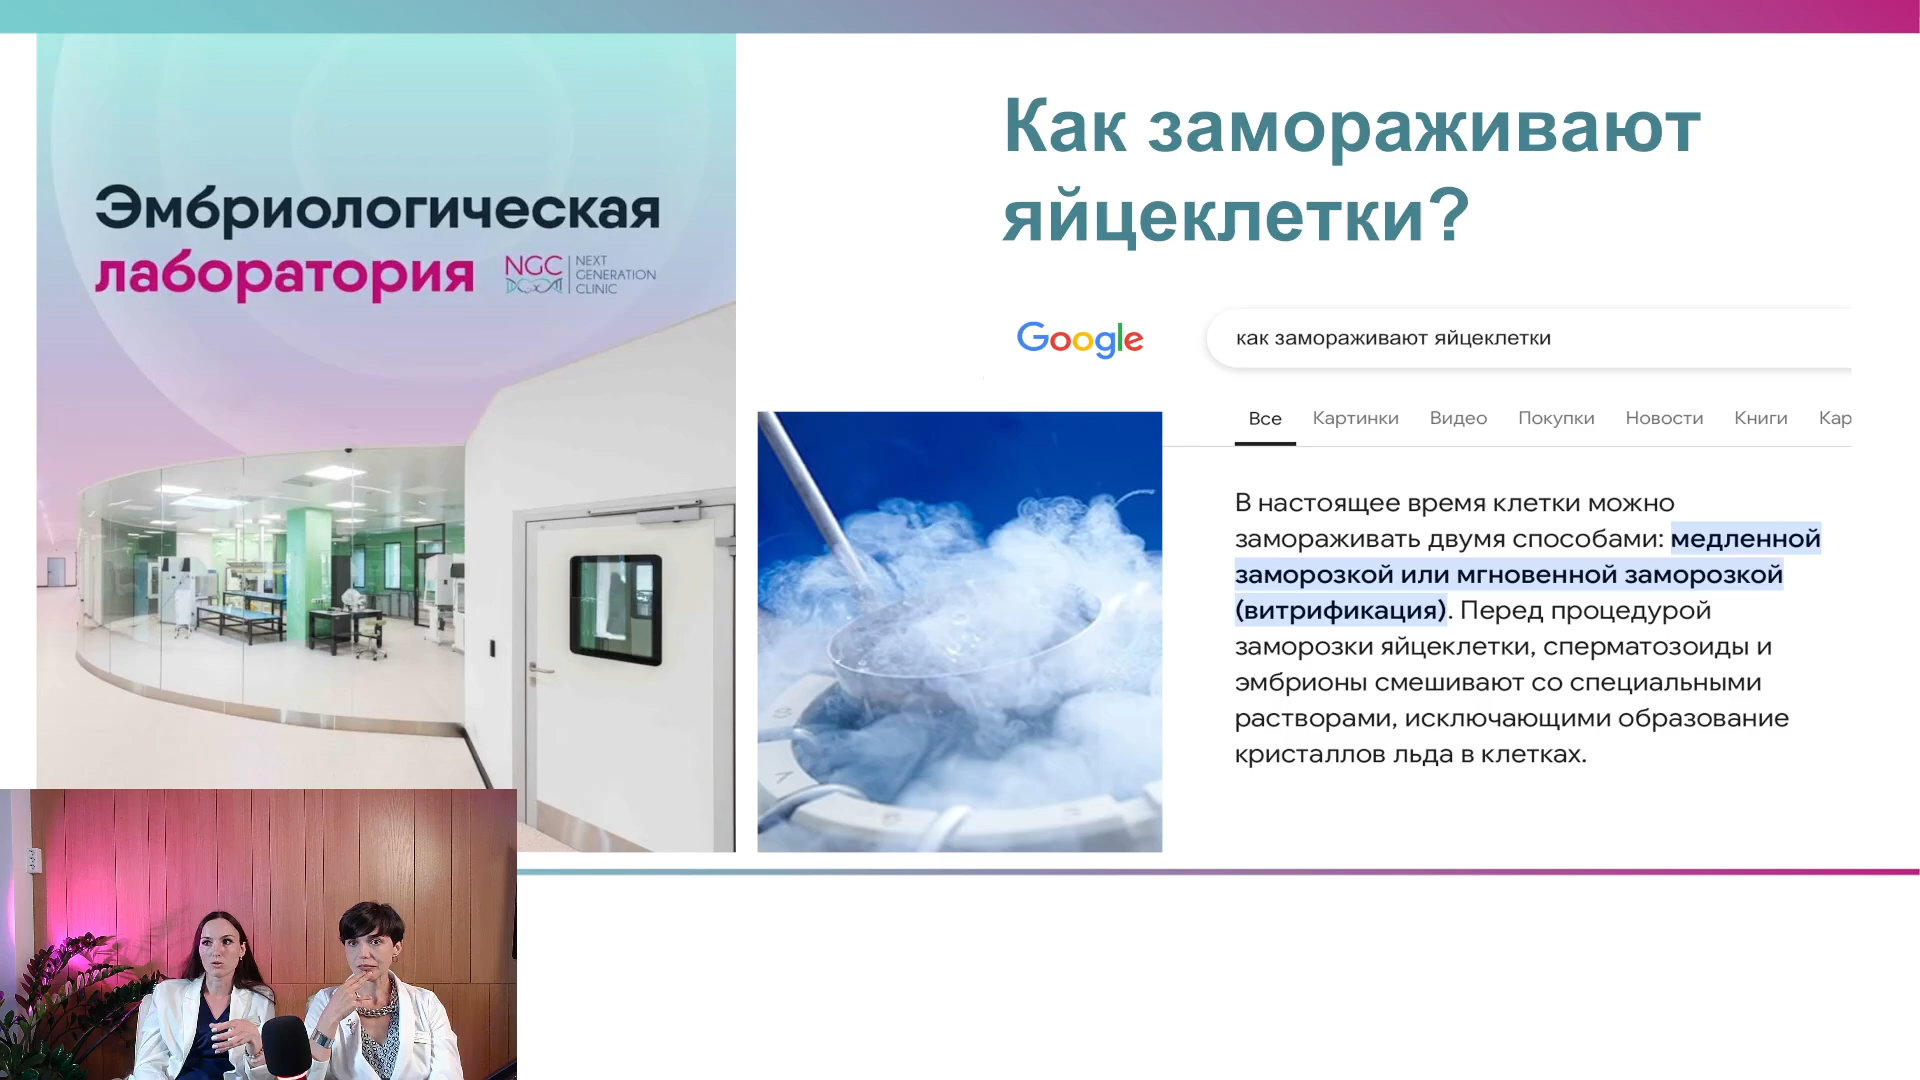 Эмбриологическая
лаборатория
NGC
NEXT
GENERATION
CLINIC
Как замораживают
яйцеклетки?
Google
как замораживают яйцеклетки
Все Картинки Видео Покупки Новости Книги Кар
В настоящее время клетки можно
замораживать двумя способами: медленной
заморозкой или мгновенной заморозкой
(витрификация). Перед процедурой
заморозки яйцеклетки, сперматозоиды и
эмбрионы смешивают со специальными
растворами, исключающими образование
кристаллов льда в клетках.